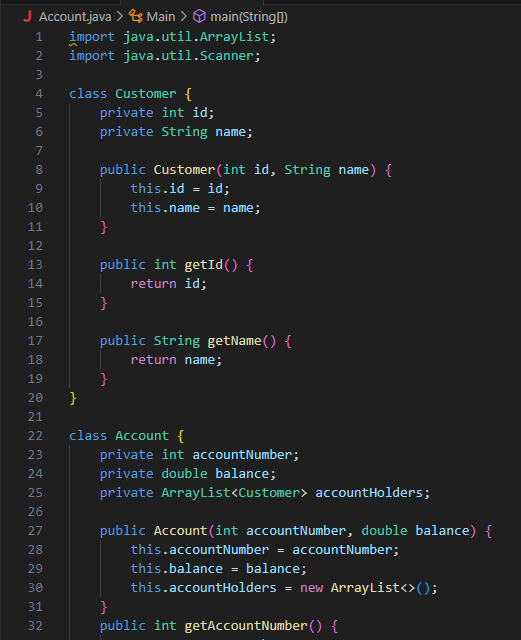 J Account.java > Main > main(String[])
1 import java.util.ArrayList;
2 import java.util.Scanner;
3
4 class Customer {
5     private int id;
6     private String name;
7
8     public Customer(int id, String name) {
9         this.id = id;
10         this.name = name;
11     }
12
13     public int getId() {
14         return id;
15     }
16
17     public String getName() {
18         return name;
19     }
20 }
21
22 class Account {
23     private int accountNumber;
24     private double balance;
25     private ArrayList<Customer> accountHolders;
26
27     public Account(int accountNumber, double balance) {
28         this.accountNumber = accountNumber;
29         this.balance = balance;
30         this.accountHolders = new ArrayList<>();
31     }
32     public int getAccountNumber() {